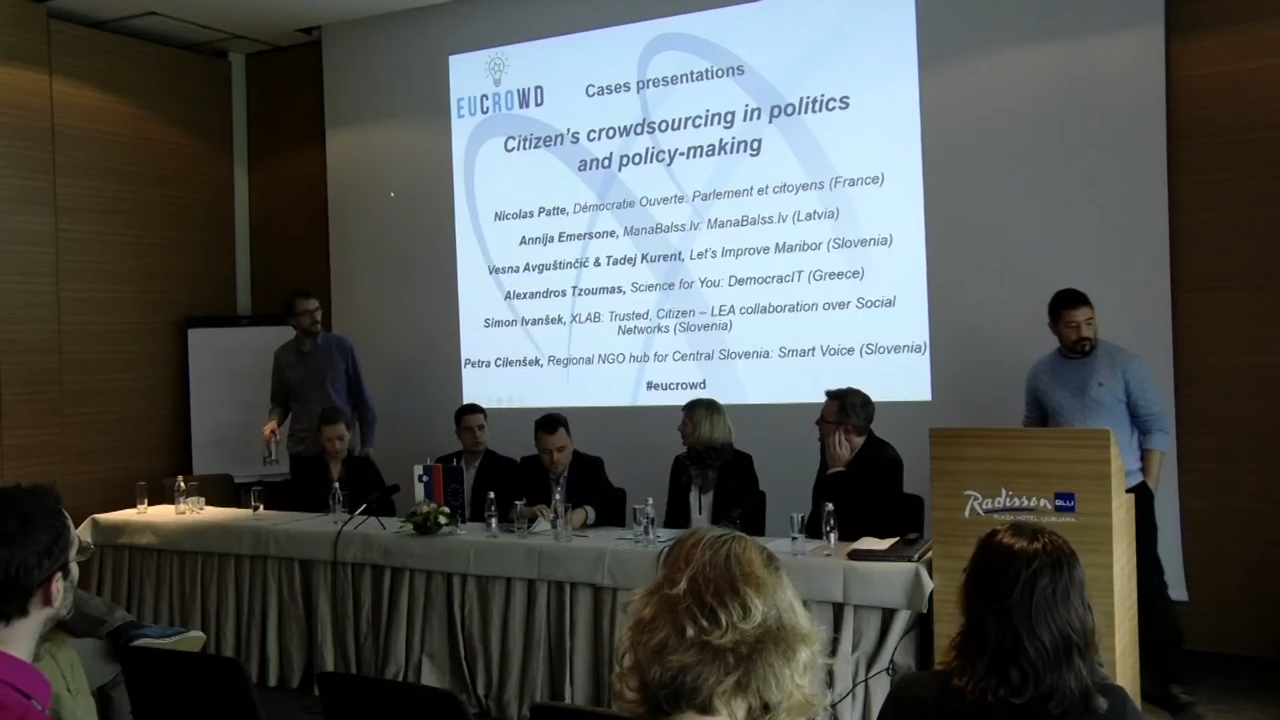 EUCROWD
Cases presentations
Citizen's crowdsourcing in politics
and policy-making
Nicolas Patte, Démocratie Ouverte: Parlement et citoyens (France)
Annija Emersone, ManaBalss.lv: ManaBalss.lv (Latvia)
Vesna Avguštinčič & Tadej Kurent, Let's Improve Maribor (Slovenia)
Alexandros Tzoumas, Science for You: DemocracIT (Greece)
Simon Ivanšek, XLAB: Trusted, Citizen – LEA collaboration over Social
Networks (Slovenia)
Petra Cilenšek, Regional NGO hub for Central Slovenia: Smart Voice (Slovenia)
#eucrowd
Radisson BLU
PLAZA HOTEL, LJUBLJANA